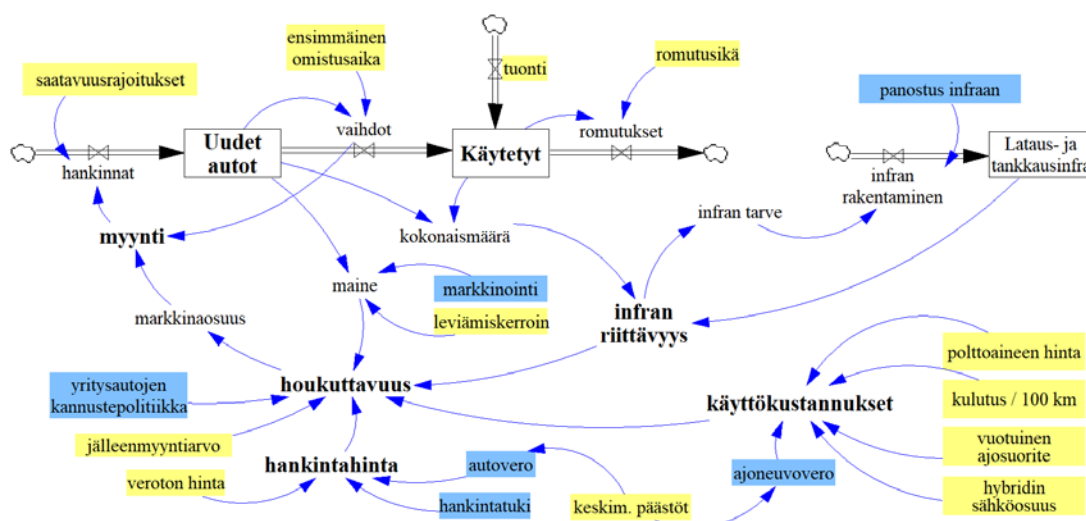 ensimmäinen
omistusaika
saatavuusrajoitukset
tuonti
romutusikä
panostus infraan
vaihdot
romutukset
Uudet
autot
Käytetyt
Lataus- ja
tankkausinfra
hankinnat
infran
rakentaminen
infran tarve
myynti
kokonaismäärä
maine
markkinointi
markkinaosuus
leviämiskerroin
infran
riittävyys
polttoaineen hinta
yritysautojen
kannustepolitiikka
houkuttavuus
käyttökustannukset
kulutus / 100 km
jälleenmyyntiarvo
vuotuinen
ajosuorite
hankintahinta
autovero
ajoneuvovero
veroton hinta
hankintatuki
keskim. päästöt
hybridin
sähköosuus